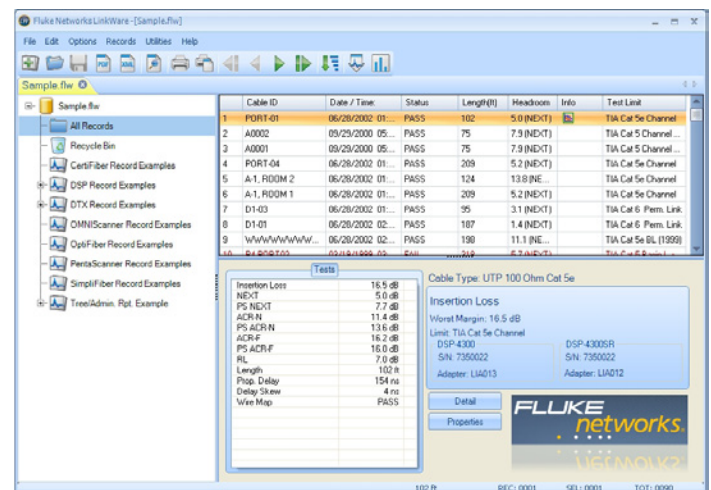 Fluke Networks LinkWare - [Sample.flw]
File Edit Options Records Utilities Help
PDF XML
Sample.flw
Sample.flw
All Records
Recycle Bin
CertiFiber Record Examples
DSP Record Examples
DTX Record Examples
OMNIScanner Record Examples
OptiFiber Record Examples
PentaScanner Record Examples
SimpliFiber Record Examples
Tree/Admin. Rpt. Example
Cable ID Date / Time: Status Length(ft) Headroom Info Test Limit
1 PORT-01 06/28/2002 01:... PASS 102 5.0 (NEXT) TIA Cat 5e Channel
2 A0002 09/29/2000 05:... PASS 75 7.9 (NEXT) TIA Cat 5 Channel ...
3 A0001 09/29/2000 05:... PASS 75 7.9 (NEXT) TIA Cat 5 Channel ...
4 PORT-04 06/28/2002 01:... PASS 209 5.2 (NEXT) TIA Cat 5e Channel
5 A-1, ROOM 2 06/28/2002 01:... PASS 124 13.8 (NE... TIA Cat 5e Channel
6 A-1, ROOM 1 06/28/2002 01:... PASS 209 5.2 (NEXT) TIA Cat 5e Channel
7 D1-03 06/28/2002 01:... PASS 95 3.1 (NEXT) TIA Cat 6 Perm. Link
8 D1-01 06/28/2002 02:... PASS 187 1.4 (NEXT) TIA Cat 6 Perm. Link
9 WWWWWWWW... 06/28/2002 02:... PASS 198 11.1 (NE... TIA Cat 5e BL (1999)
10 FAIL
Tests
Insertion Loss 16.5 dB
NEXT 5.0 dB
PS NEXT 7.7 dB
ACR-N 11.4 dB
PS ACR-N 13.6 dB
ACR-F 16.2 dB
PS ACR-F 16.0 dB
RL 7.0 dB
Length 102 ft
Prop. Delay 154 ns
Delay Skew 4 ns
Wire Map PASS
Cable Type: UTP 100 Ohm Cat 5e
Insertion Loss
Worst Margin: 16.5 dB
Limit: TIA Cat 5e Channel
DSP-4300 DSP-4300SR
S/N: 7350022 S/N: 7350022
Adapter: LIA013 Adapter: LIA012
Detail
Properties
FLUKE
networks.
102 ft REC: 0001 SEL: 0001 TOT: 0090